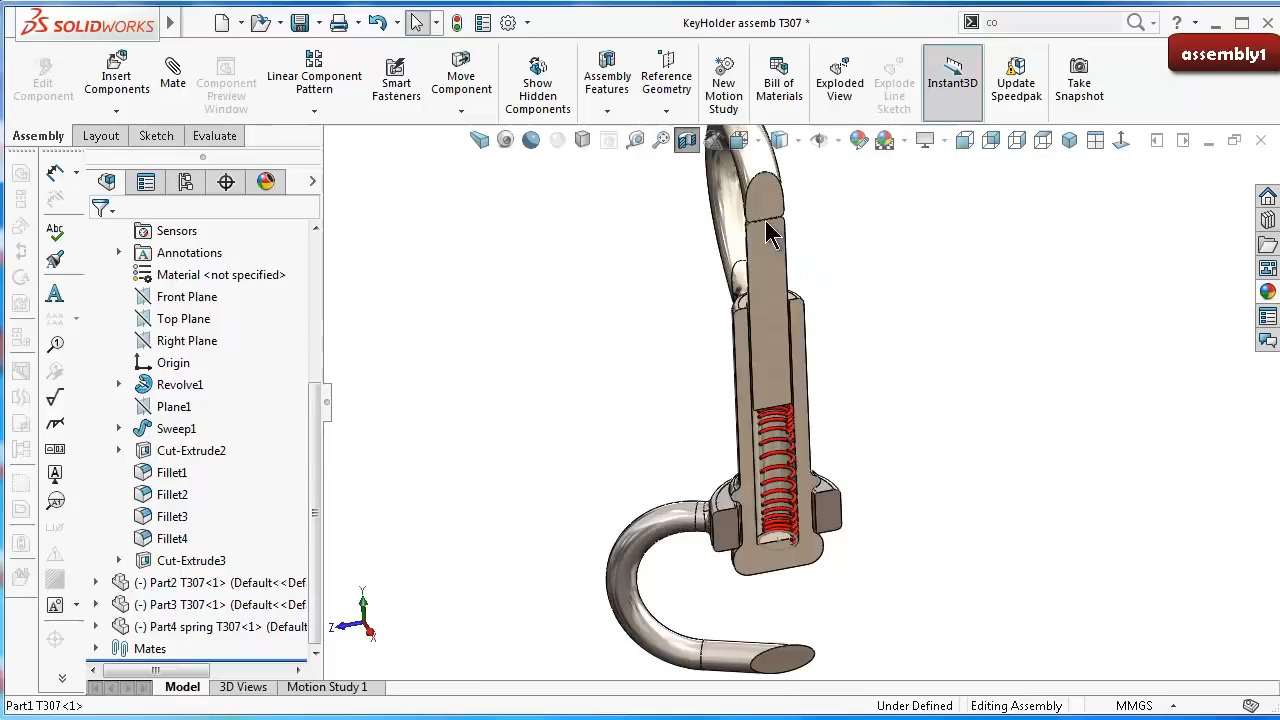 SOLIDWORKS
KeyHolder assemb T307 *
co
?
assembly1
Edit Component
Insert Components
Mate
Component Preview Window
Linear Component Pattern
Smart Fasteners
Move Component
Show Hidden Components
Assembly Features
Reference Geometry
New Motion Study
Bill of Materials
Exploded View
Explode Line Sketch
Instant3D
Update Speedpak
Take Snapshot
Assembly
Layout
Sketch
Evaluate
Sensors
Annotations
Material <not specified>
Front Plane
Top Plane
Right Plane
Origin
Revolve1
Plane1
Sweep1
Cut-Extrude2
Fillet1
Fillet2
Fillet3
Fillet4
Cut-Extrude3
(-) Part2 T307<1> (Default<<Def
(-) Part3 T307<1> (Default<<Def
(-) Part4 spring T307<1> (Default
Mates
Abc
Y
Z
X
Model
3D Views
Motion Study 1
Part1 T307<1>
Under Defined
Editing Assembly
MMGS